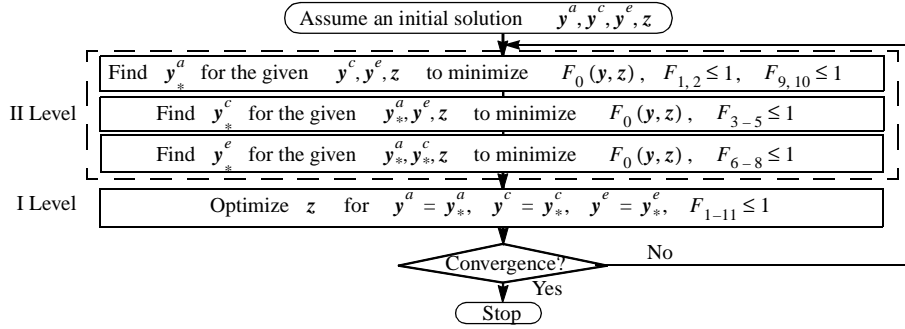 Assume an initial solution y^a, y^c, y^e, z
Find y_*^a for the given y^c, y^e, z to minimize F_0 (y, z) , F_{1, 2} ≤ 1, F_{9, 10} ≤ 1
II Level
Find y_*^c for the given y_*^a, y^e, z to minimize F_0 (y, z) , F_{3 – 5} ≤ 1
Find y_*^e for the given y_*^a, y_*^c, z to minimize F_0 (y, z) , F_{6 – 8} ≤ 1
I Level
Optimize z for y^a = y_*^a, y^c = y_*^c, y^e = y_*^e, F_{1–11} ≤ 1
Convergence?
No
Yes
Stop